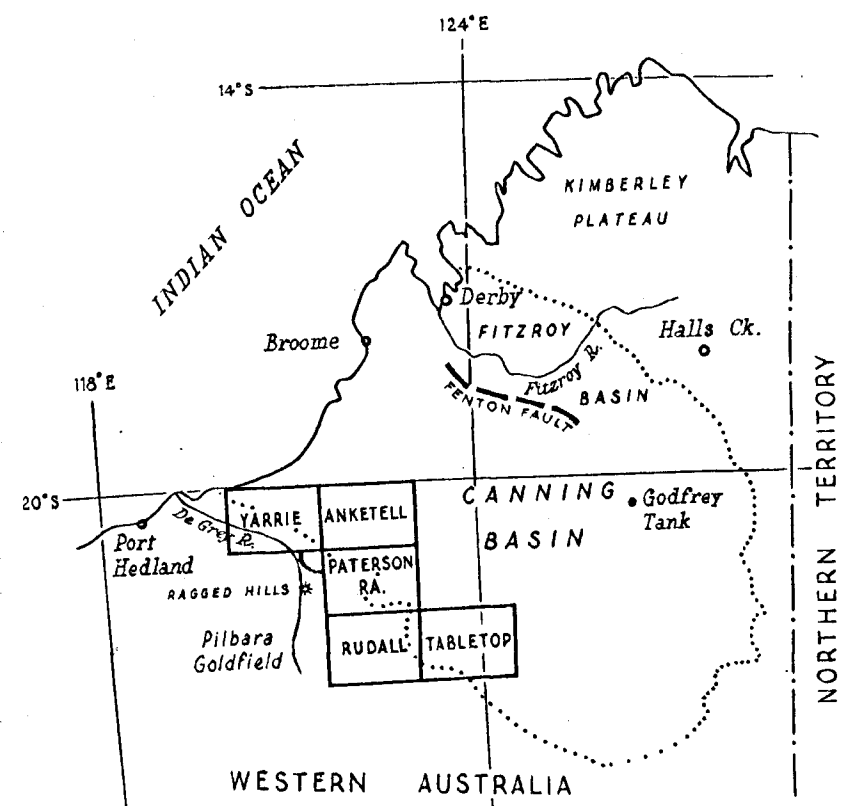 124°E
14°S
INDIAN OCEAN
KIMBERLEY
PLATEAU
Derby
FITZROY
Halls Ck.
Broome
Fitzroy R.
118°E
BASIN
FENTON FAULT
NORTHERN TERRITORY
20°S
CANNING
Godfrey
Tank
YARRIE
ANKETELL
De Grey R.
BASIN
Port
Hedland
PATERSON
RA.
RAGGED HILLS
Pilbara
Goldfield
RUDALL
TABLETOP
WESTERN AUSTRALIA